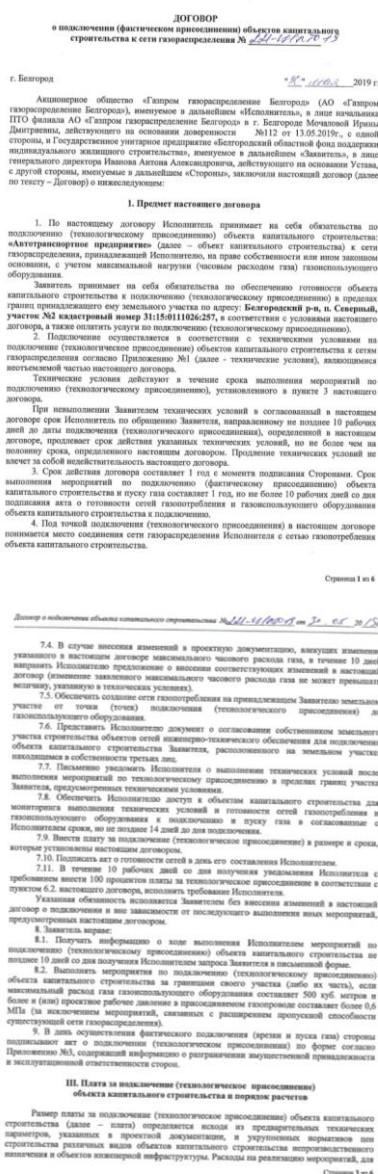 ДОГОВОР
о подключении (фактическом присоединении) объектов капитального
строительства к сети газораспределения №
г. Белгород 2019 г.
Акционерное общество «Газпром газораспределение Белгород» (АО «Газпром
газораспределение Белгород»), именуемое в дальнейшем «Исполнитель», в лице начальника
ПТО филиала АО «Газпром газораспределение Белгород» в г. Белгороде Мочаловой Ирины
Дмитриевны, действующего на основании доверенности №112 от 13.05.2019г., с одной
стороны, и Государственное унитарное предприятие «Белгородский областной фонд поддержки
индивидуального жилищного строительства», именуемое в дальнейшем «Заявитель», в лице
генерального директора Иванова Антона Александровича, действующего на основании Устава,
с другой стороны, именуемые в дальнейшем «Стороны», заключили настоящий договор (далее
по тексту – Договор) о нижеследующем:
1. Предмет настоящего договора
1. По настоящему договору Исполнитель принимает на себя обязательства по
подключению (технологическому присоединению) объекта капитального строительства:
«Автотранспортное предприятие» (далее – объект капитального строительства) к сети
газораспределения, принадлежащей Исполнителю, на праве собственности или ином законном
основании, с учетом максимальной нагрузки (часовым расходом газа) газоиспользующего
оборудования.
Заявитель принимает на себя обязательства по обеспечению готовности объекта
капитального строительства к подключению (технологическому присоединению) в пределах
границ принадлежащего ему земельного участка по адресу: Белгородский р-н, п. Северный,
участок №2 кадастровый номер 31:15:0111026:257, в соответствии с условиями настоящего
договора, а также оплатить услуги по подключению (технологическому присоединению).
2. Подключение осуществляется в соответствии с техническими условиями на
подключение (технологическое присоединение) объектов капитального строительства к сетям
газораспределения согласно Приложению №1 (далее - технические условия), являющимися
неотъемлемой частью настоящего договора.
Технические условия действуют в течение срока выполнения мероприятий по
подключению (технологическому присоединению), установленного в пункте 3 настоящего
договора.
При невыполнении Заявителем технических условий в согласованный в настоящем
договоре срок Исполнитель по обращению Заявителя, направленному не позднее 10 рабочих
дней до даты подключения (технологического присоединения), определенной в настоящем
договоре, продлевает срок действия указанных технических условий, но не более чем на
половину срока, определенного настоящим договором. Продление технических условий не
влечет за собой недействительность настоящего договора.
3. Срок действия договора составляет 1 год с момента подписания Сторонами. Срок
выполнения мероприятий по подключению (фактическому присоединению) объекта
капитального строительства и пуску газа составляет 1 год, но не более 10 рабочих дней со дня
подписания акта о готовности сетей газопотребления и газоиспользующего оборудования
объекта капитального строительства к подключению.
4. Под точкой подключения (технологического присоединения) в настоящем договоре
понимается место соединения сети газораспределения Исполнителя с сетью газопотребления
объекта капитального строительства.
Страница 1 из 6
Договор о подключении объекта капитального строительства №
7.4. В случае внесения изменений в проектную документацию, влекущих изменение
указанного в настоящем договоре максимального часового расхода газа, в течение 10 дней
направить Исполнителю предложение о внесении соответствующих изменений в настоящий
договор (изменение заявленного максимального часового расхода газа не может превышать
величину, указанную в технических условиях).
7.5. Обеспечить создание сети газопотребления на принадлежащем Заявителю земельном
участке от точки (точек) подключения (технологического присоединения) до
газоиспользующего оборудования.
7.6. Представить Исполнителю документ о согласовании собственником земельного
участка строительства объектов сетей инженерно-технического обеспечения для подключения
объекта капитального строительства Заявителя, расположенного на земельном участке,
находящемся в собственности третьих лиц.
7.7. Письменно уведомить Исполнителя о выполнении технических условий после
выполнения мероприятий по технологическому присоединению в пределах границ участка
Заявителя, предусмотренных техническими условиями.
7.8. Обеспечить Исполнителю доступ к объектам капитального строительства для
мониторинга выполнения технических условий и готовности сетей газопотребления и
газоиспользующего оборудования к подключению и пуску газа в согласованные с
Исполнителем сроки, но не позднее 14 дней до дня подключения.
7.9. Внести плату за подключение (технологическое присоединение) в размере и сроки,
которые установлены настоящим договором.
7.10. Подписать акт о готовности сетей в день его составления Исполнителем.
7.11. В течение 10 рабочих дней со дня получения уведомления Исполнителя с
требованием внести 100 процентов платы за технологическое присоединение в соответствии с
пунктом 6.2. настоящего договора, исполнить требование Исполнителя.
Указанная обязанность исполняется Заявителем без внесения изменений в настоящий
договор о подключении и вне зависимости от последующего выполнения иных мероприятий,
предусмотренных настоящим договором.
8. Заявитель вправе:
8.1. Получать информацию о ходе выполнения Исполнителем мероприятий по
подключению (технологическому присоединению) объекта капитального строительства не
позднее 10 дней со дня получения Исполнителем запроса Заявителя в письменной форме.
8.2. Выполнять мероприятия по подключению (технологическому присоединению)
объекта капитального строительства за границами своего участка (либо их часть), если
максимальный расход газа газоиспользующего оборудования составляет 500 куб. метров и
более и (или) проектное рабочее давление в присоединяемом газопроводе составляет более 0,6
МПа (за исключением мероприятий, связанных с расширением пропускной способности
существующей сети газораспределения).
9. В день осуществления фактического подключения (врезки и пуска газа) стороны
подписывают акт о подключении (технологическом присоединении) по форме согласно
Приложению №3, содержащий информацию о разграничении имущественной принадлежности
и эксплуатационной ответственности сторон.
III. Плата за подключение (технологическое присоединение)
объекта капитального строительства и порядок расчетов
Размер платы за подключение (технологическое присоединение) объекта капитального
строительства (далее – плата) определяется исходя из предварительных технических
параметров, указанных в проектной документации, и укрупненных нормативов цен
строительства различных видов объектов капитального строительства непроизводственного
назначения и объектов инженерной инфраструктуры. Расходы на реализацию мероприятий, для